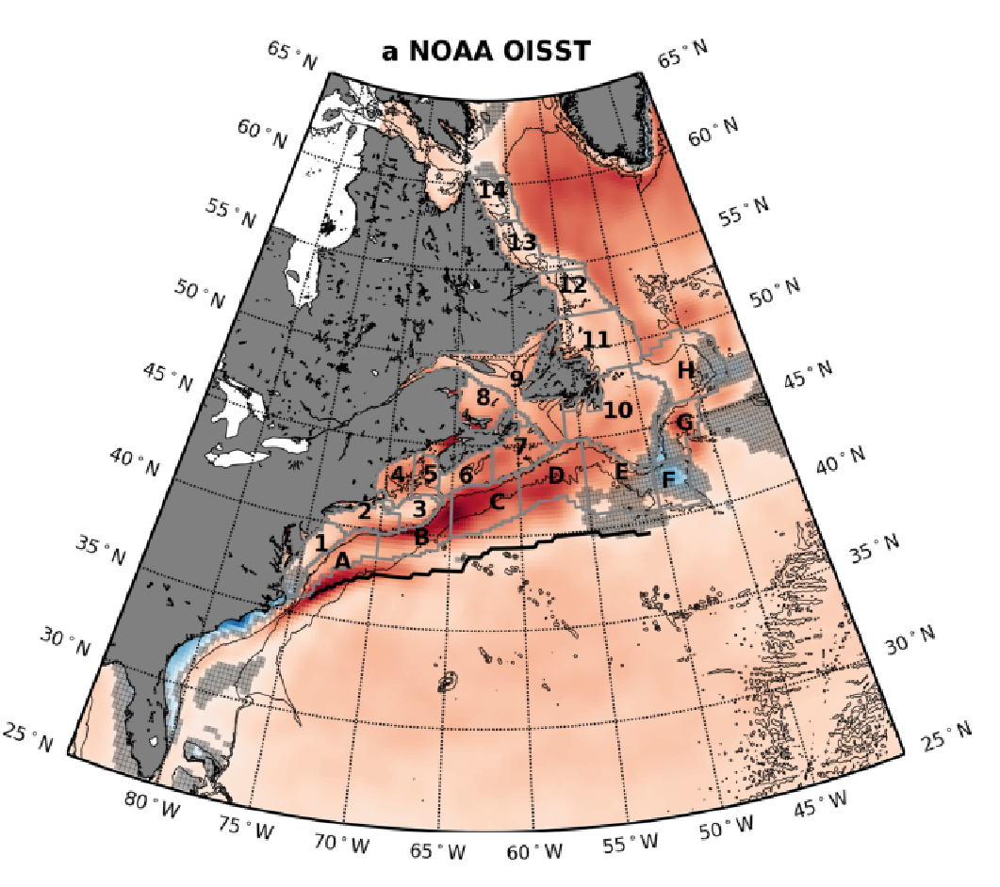 a NOAA OISST
65°N
65°N
60°N
60°N
55°N
55°N
50°N
50°N
45°N
45°N
40°N
40°N
35°N
35°N
30°N
30°N
25°N
25°N
80°W
75°W
70°W
65°W
60°W
55°W
50°W
45°W
14
13
12
11
H
9
8
10
G
7
4
5
6
D
E
F
C
2
3
B
1
A